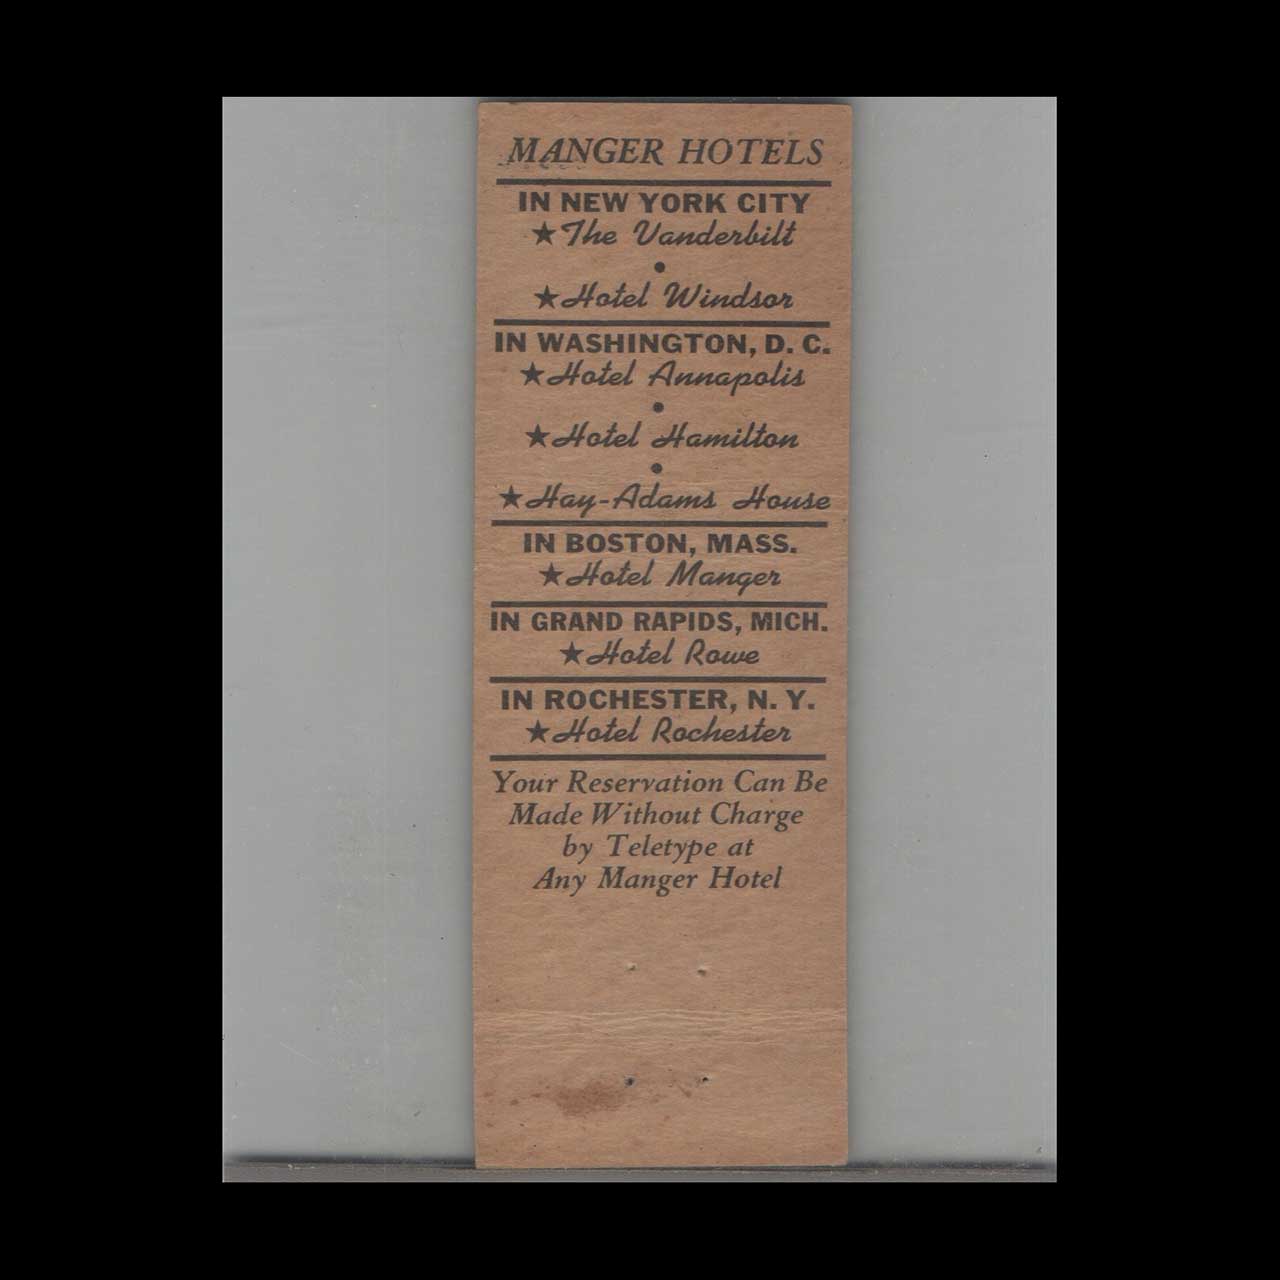 MANGER HOTELS
IN NEW YORK CITY
★The Vanderbilt
•
★Hotel Windsor
IN WASHINGTON, D. C.
★Hotel Annapolis
•
★Hotel Hamilton
•
★Hay-Adams House
IN BOSTON, MASS.
★Hotel Manger
IN GRAND RAPIDS, MICH.
★Hotel Rowe
IN ROCHESTER, N. Y.
★Hotel Rochester
Your Reservation Can Be
Made Without Charge
by Teletype at
Any Manger Hotel